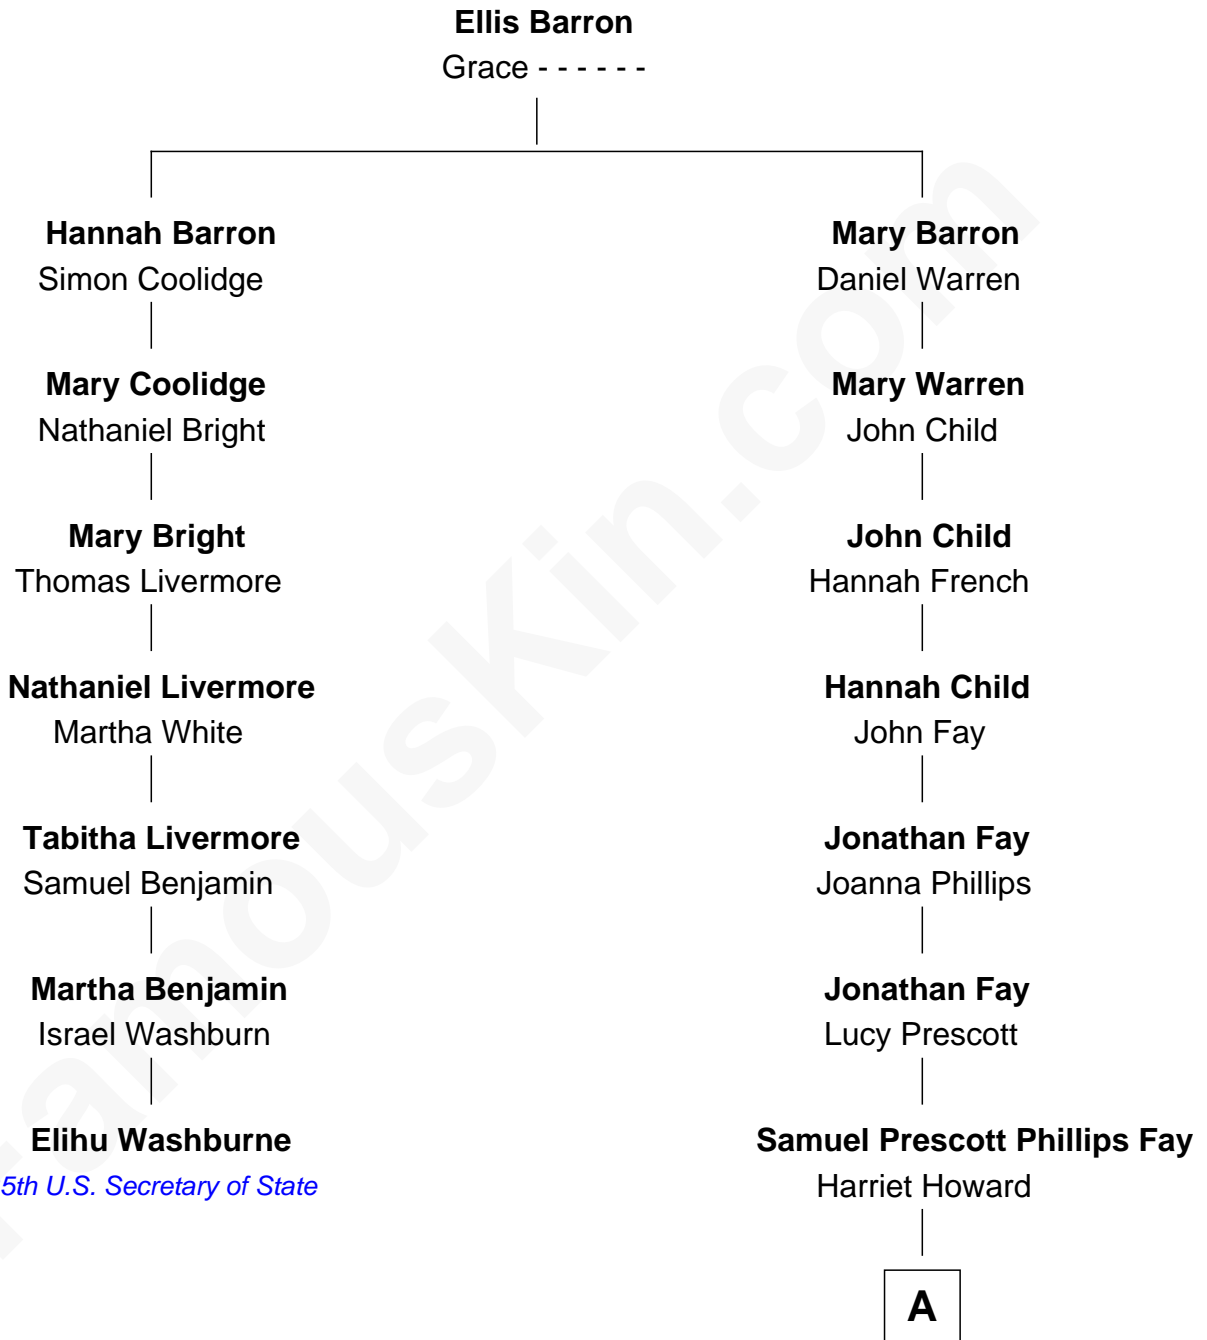 Ellis Barron
Grace - - - - - -
Hannah Barron
Simon Coolidge
Mary Barron
Daniel Warren
Mary Coolidge
Nathaniel Bright
Mary Warren
John Child
Mary Bright
Thomas Livermore
John Child
Hannah French
Nathaniel Livermore
Martha White
Hannah Child
John Fay
Tabitha Livermore
Samuel Benjamin
Jonathan Fay
Joanna Phillips
Martha Benjamin
Israel Washburn
Jonathan Fay
Lucy Prescott
Elihu Washburne
5th U.S. Secretary of State
Samuel Prescott Phillips Fay
Harriet Howard
A
FamousKin.com